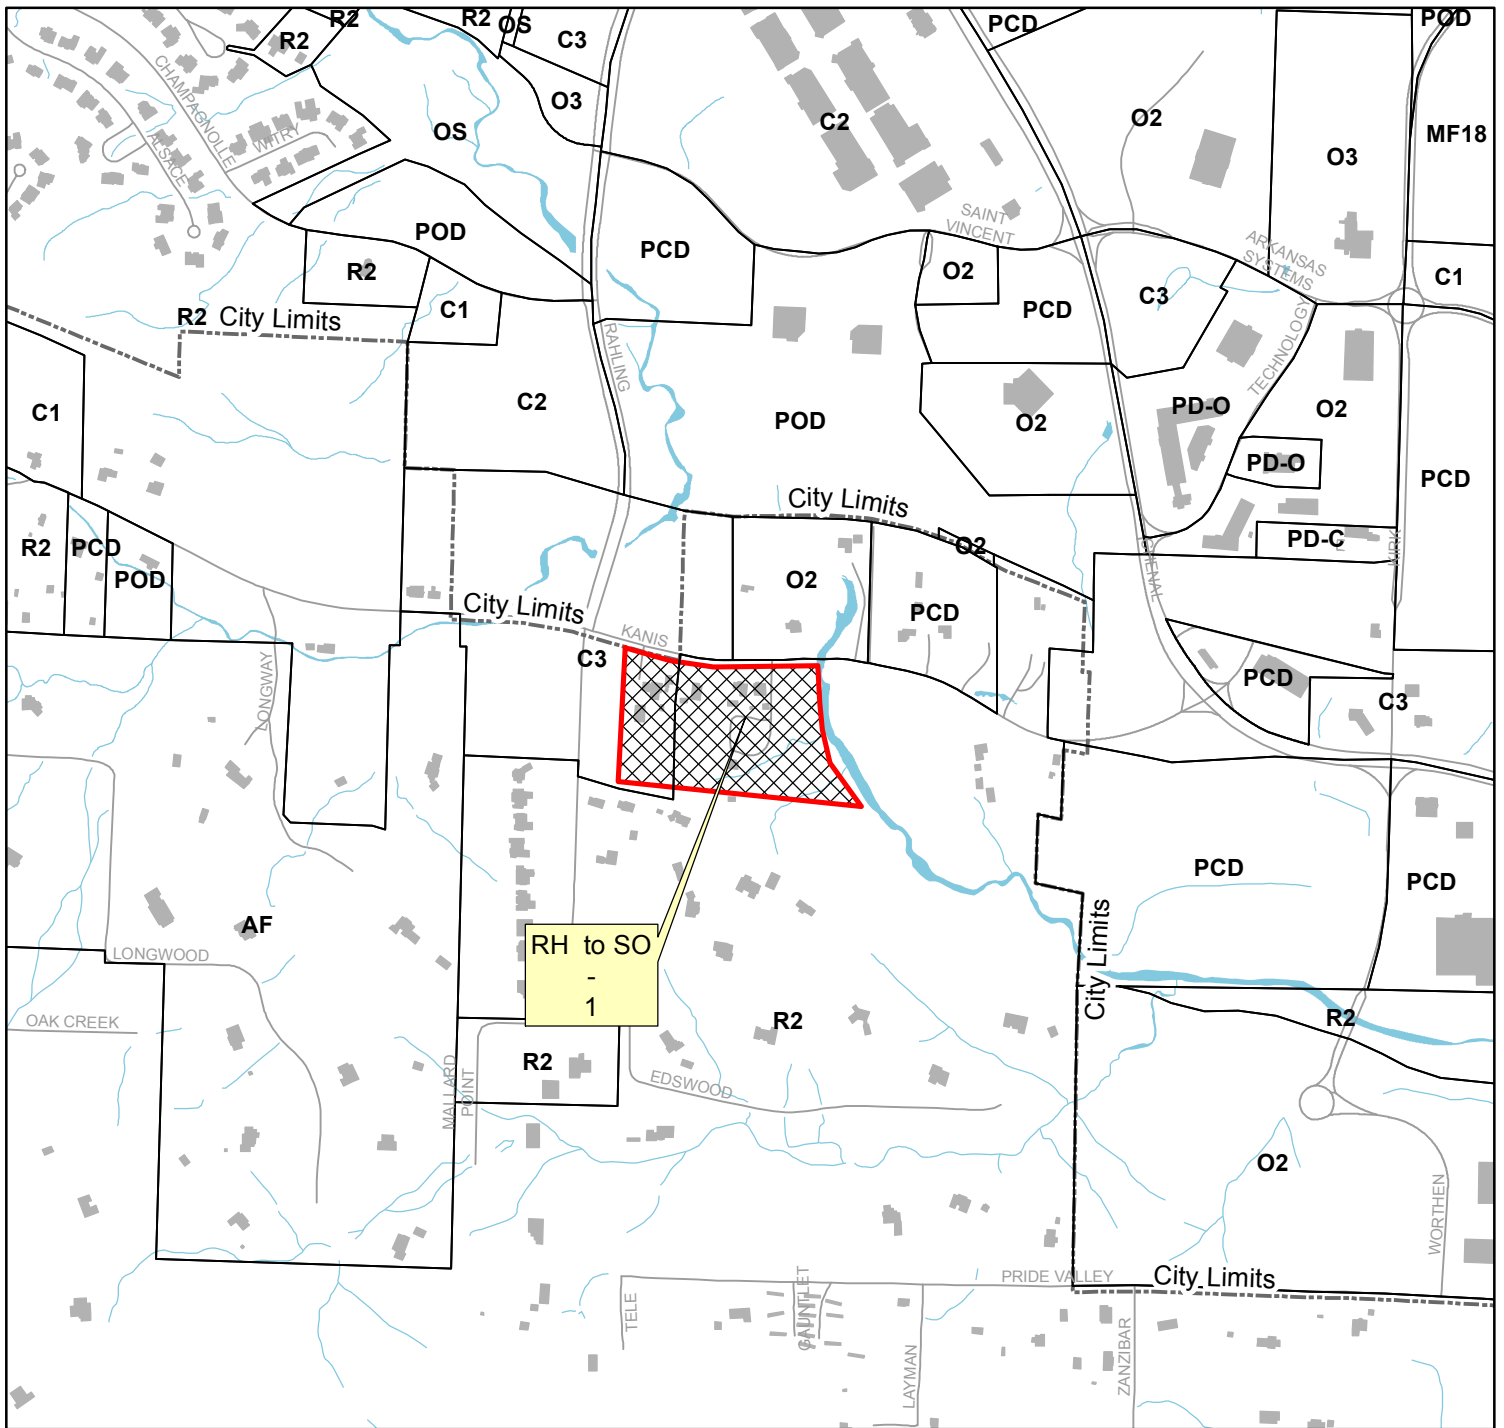 R2
R2
OS
PCD
POD
R2
C3
CHAMPAGNOLLE
O3
C2
O2
MF18
WITRY
ALSACE
OS
O3
SAINT
VINCENT
POD
PCD
ARKANSAS
SYSTEMS
R2
O2
C1
C3
C1
PCD
R2
City Limits
RAHLING
TECHNOLOGY
C1
C2
POD
O2
PD-O
O2
PD-O
PCD
City Limits
R2
PCD
POD
O2
O2
PD-C
KIRK
CHENAL
City Limits
PCD
KANIS
C3
LONGWAY
PCD
C3
PCD
PCD
AF
LONGWOOD
RH to SO
-
1
City Limits
OAK CREEK
R2
R2
R2
MALLARD
POINT
EDSWOOD
O2
WORTHEN
PRIDE VALLEY
City Limits
TELE
GAUNTLET
LAYMAN
ZANZIBAR